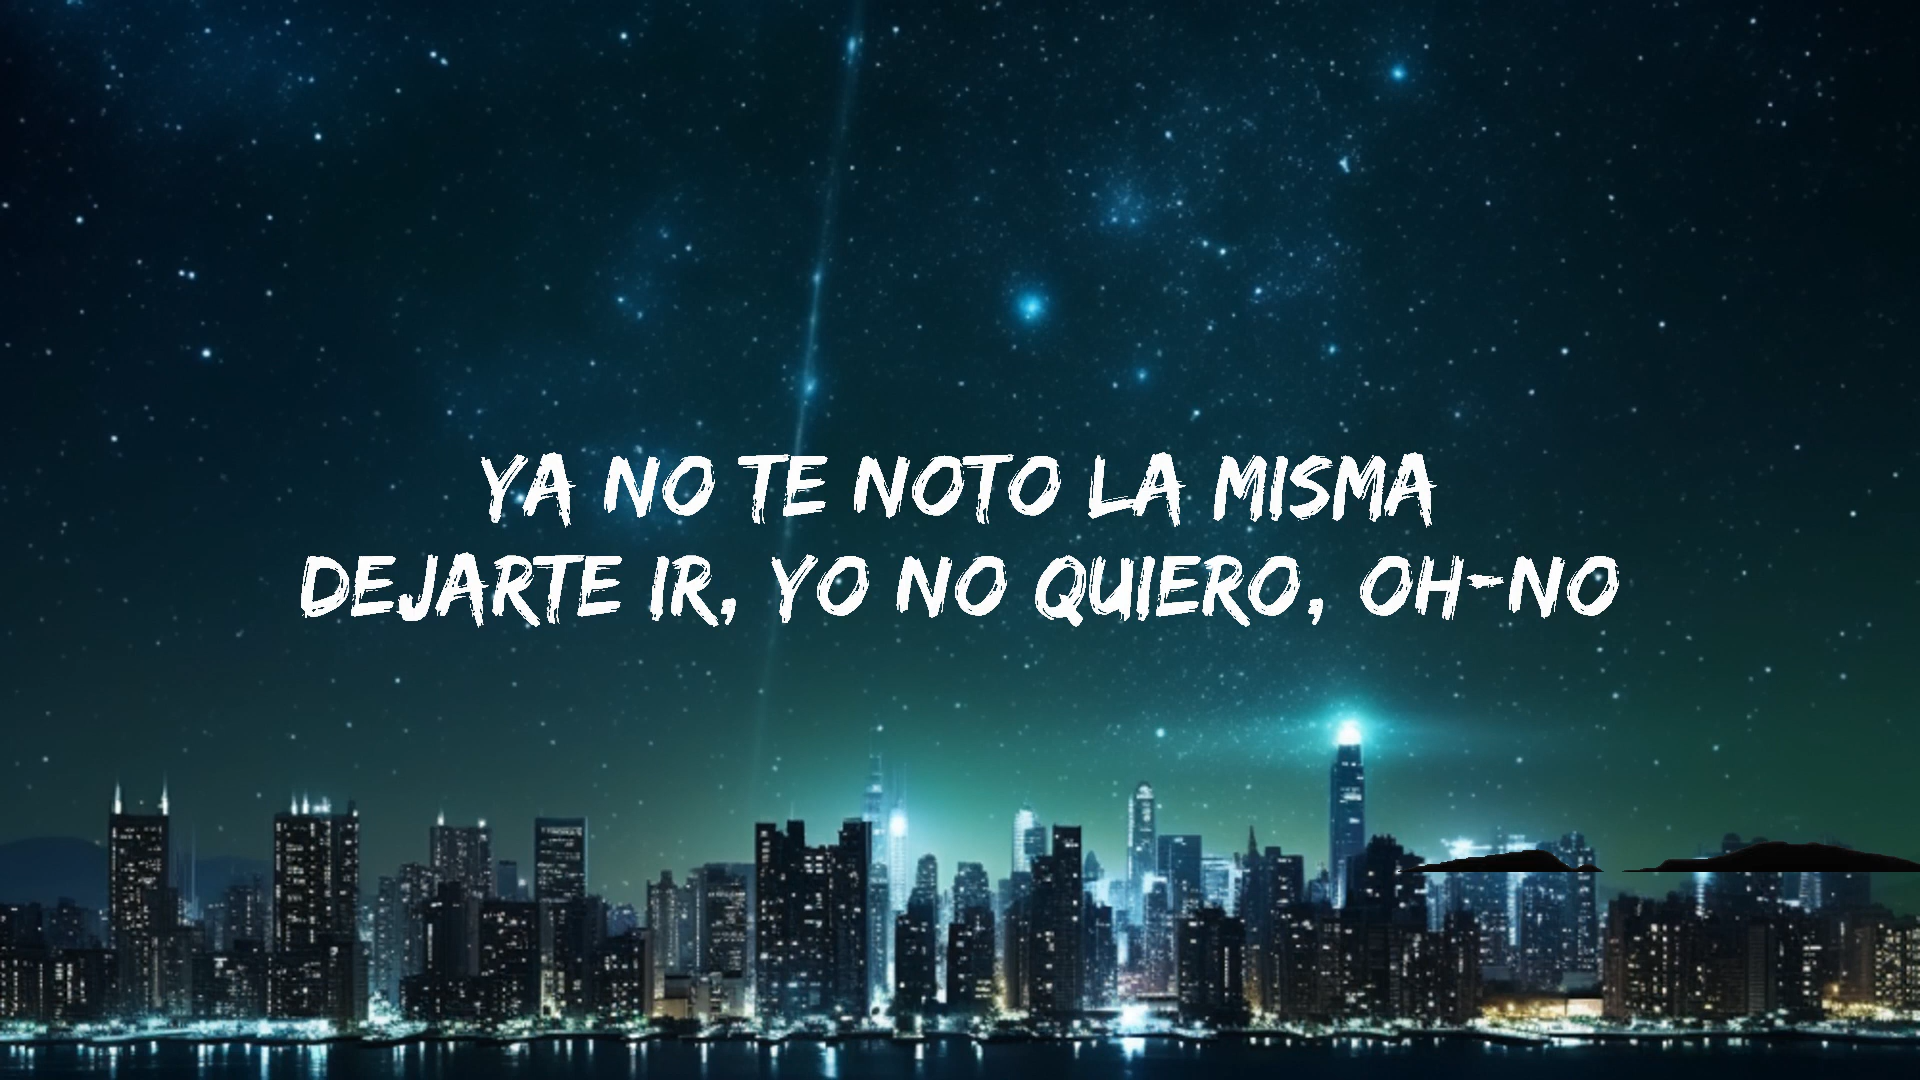 YA NO TE NOTO LA MISMA
DEJARTE IR, YO NO QUIERO, OH-NO